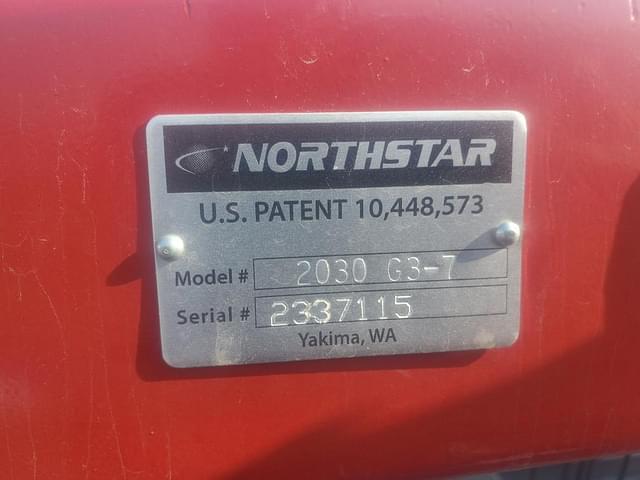 NORTHSTAR
U.S. PATENT 10,448,573
Model # 2030 G3-7
Serial # 2337115
Yakima, WA